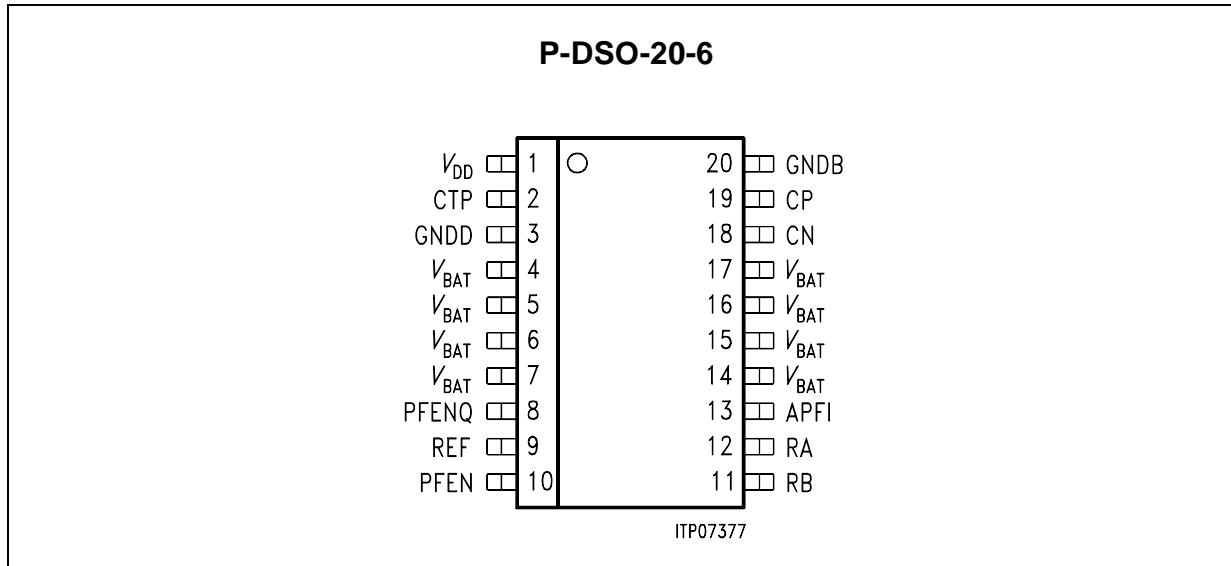 P-DSO-20-6
VDD 1 20 GNDB
CTP 2 19 CP
GNDD 3 18 CN
VBAT 4 17 VBAT
VBAT 5 16 VBAT
VBAT 6 15 VBAT
VBAT 7 14 VBAT
PFENQ 8 13 APFI
REF 9 12 RA
PFEN 10 11 RB
ITP07377